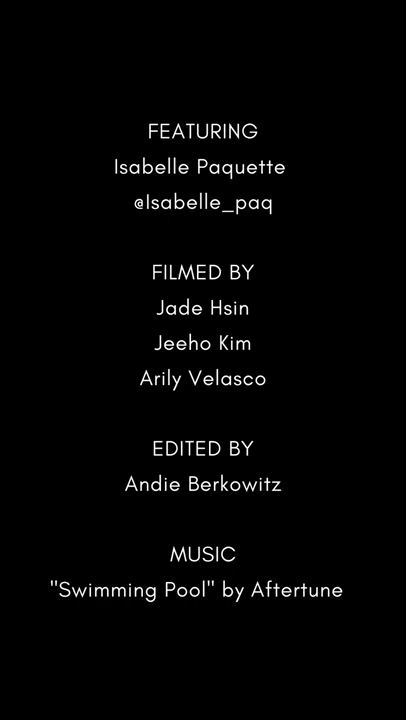 FEATURING
Isabelle Paquette
@Isabelle_paq
FILMED BY
Jade Hsin
Jeeho Kim
Arily Velasco
EDITED BY
Andie Berkowitz
MUSIC
"Swimming Pool" by Aftertune